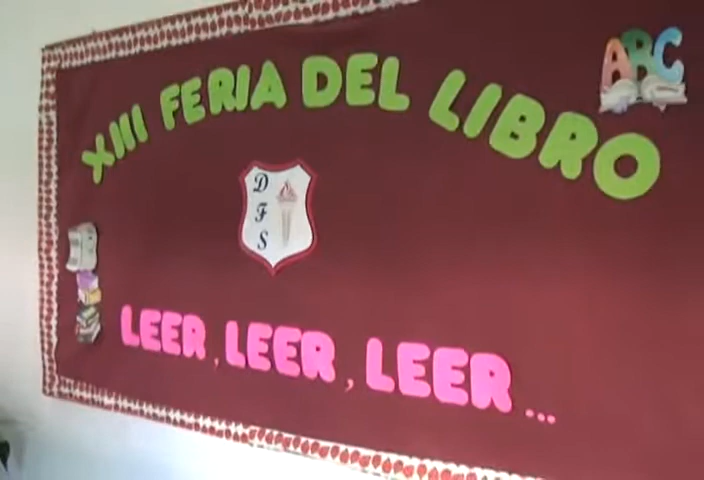 XIII FERIA DEL LIBRO
ABC
D
F
S
LEER, LEER, LEER...